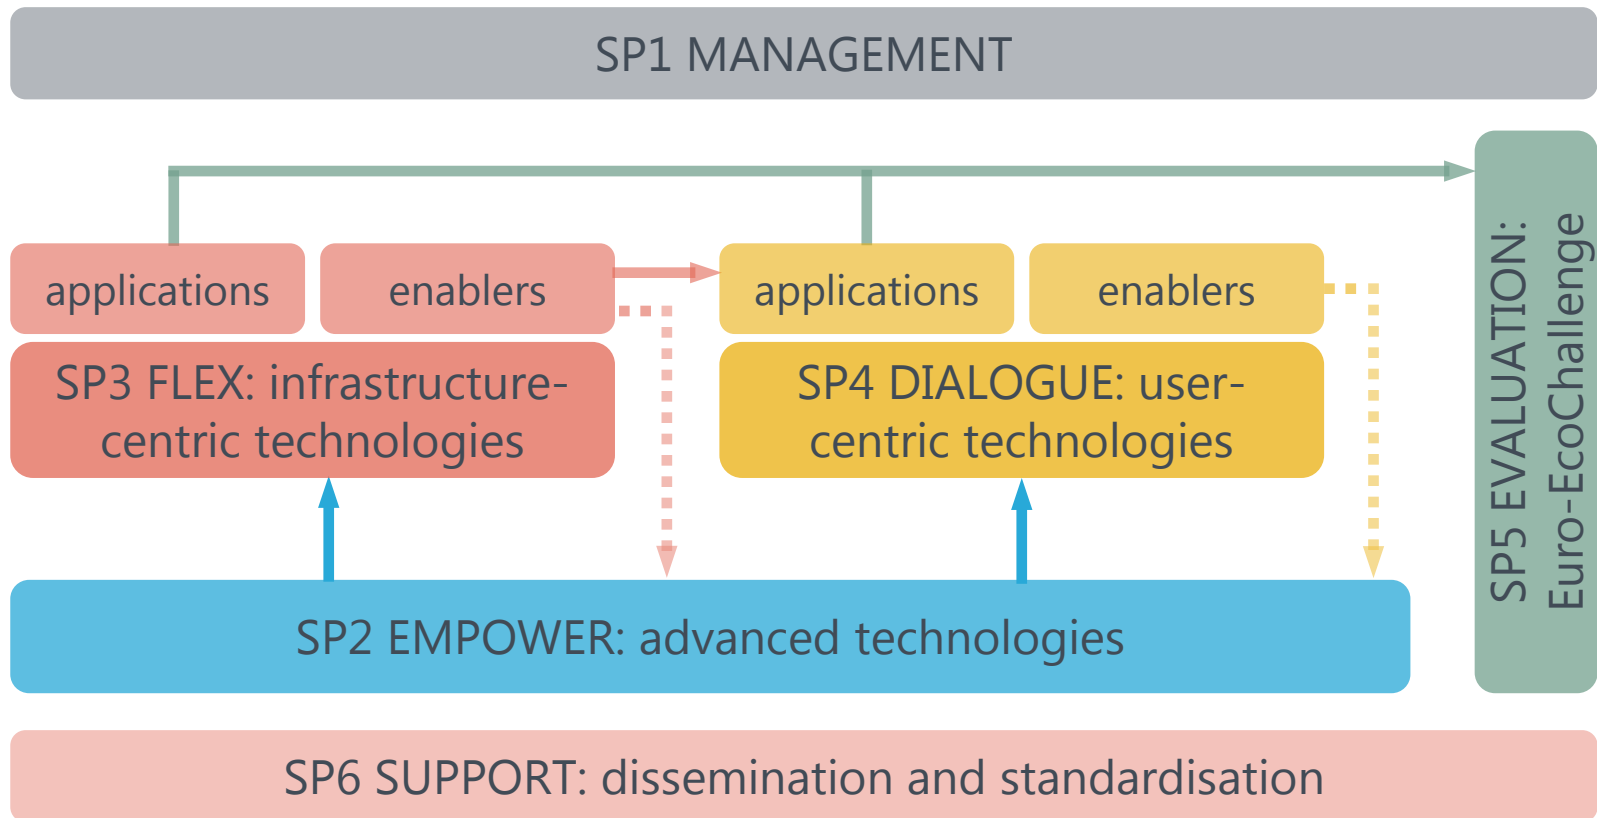 SP1 MANAGEMENT
applications
enablers
applications
enablers
SP3 FLEX: infrastructure-
centric technologies
SP4 DIALOGUE: user-
centric technologies
SP5 EVALUATION:
Euro-EcoChallenge
SP2 EMPOWER: advanced technologies
SP6 SUPPORT: dissemination and standardisation